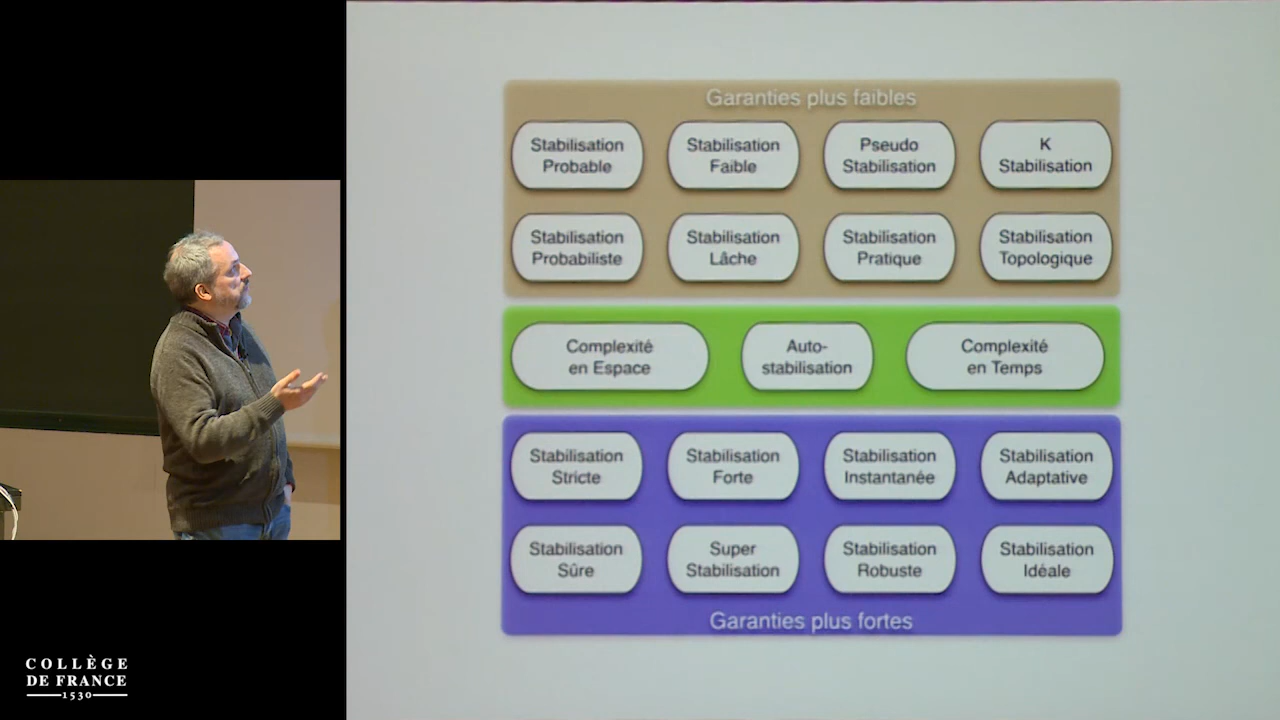 Garanties plus faibles
Stabilisation
Probable
Stabilisation
Faible
Pseudo
Stabilisation
K
Stabilisation
Stabilisation
Probabiliste
Stabilisation
Lâche
Stabilisation
Pratique
Stabilisation
Topologique
Complexité
en Espace
Auto-
stabilisation
Complexité
en Temps
Stabilisation
Stricte
Stabilisation
Forte
Stabilisation
Instantanée
Stabilisation
Adaptative
Stabilisation
Sûre
Super
Stabilisation
Stabilisation
Robuste
Stabilisation
Idéale
Garanties plus fortes
COLLÈGE
DE FRANCE
1530